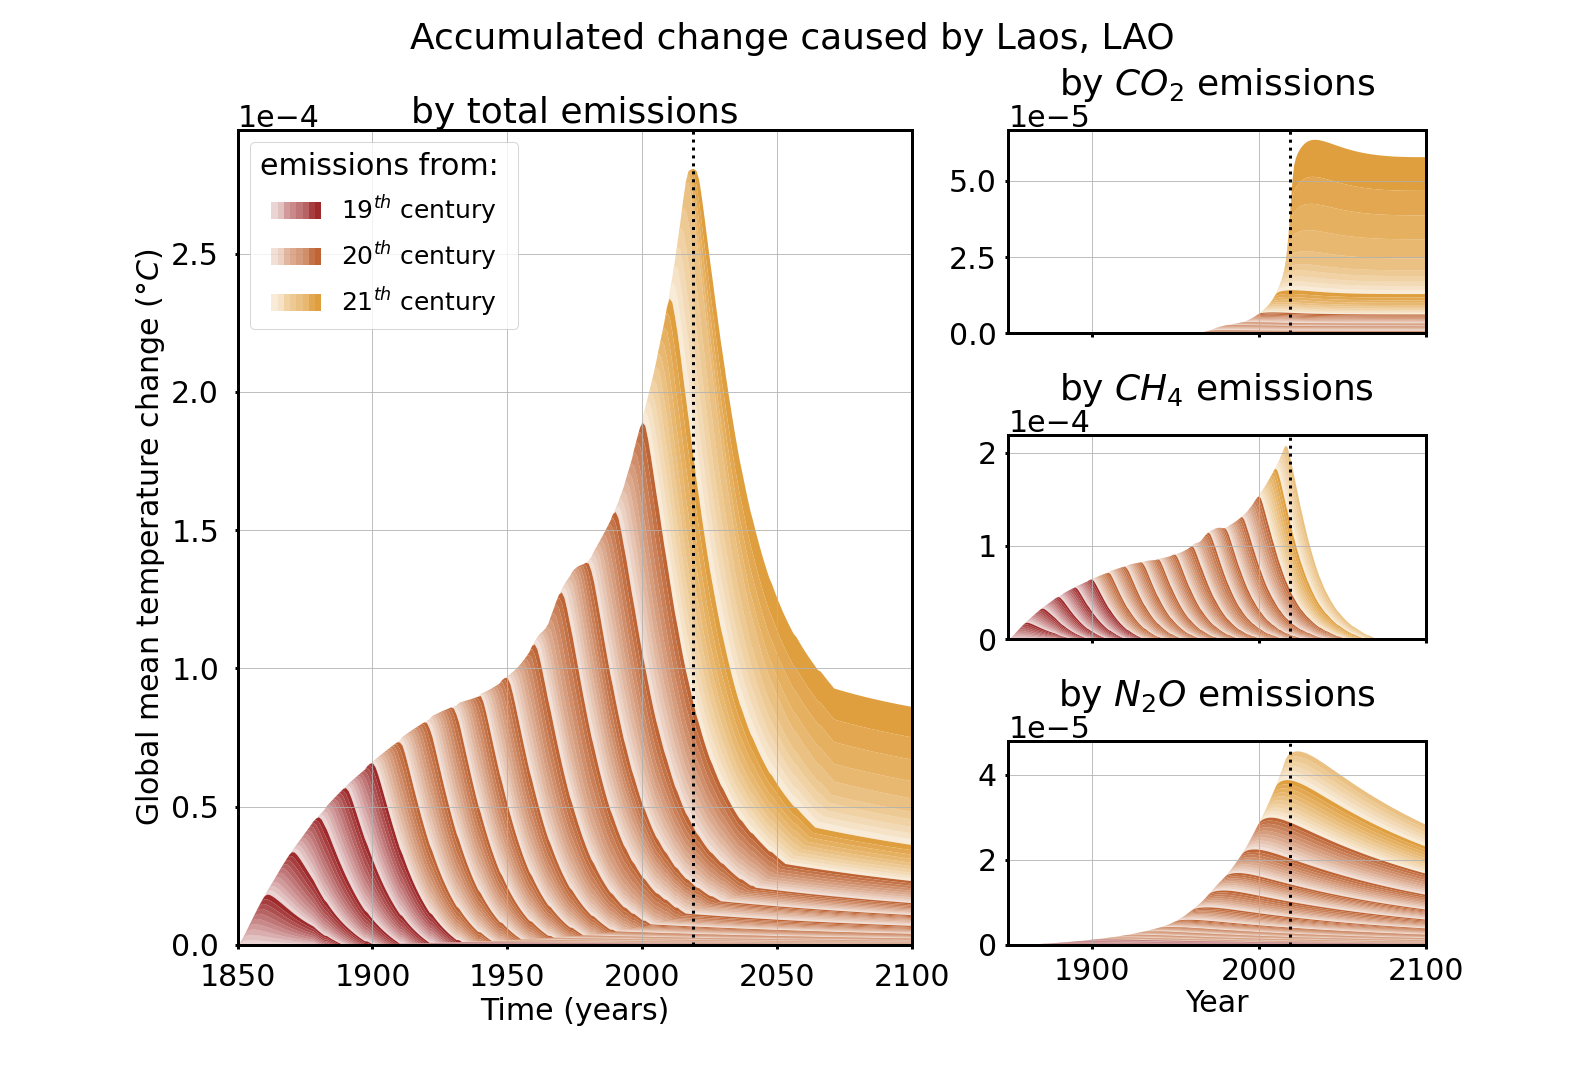 Accumulated change caused by Laos, LAO
by total emissions
1e−4
emissions from:
19th century
20th century
21th century
Global mean temperature change (°C)
2.5
2.0
1.5
1.0
0.5
0.0
1850 1900 1950 2000 2050 2100
Time (years)
by CO2 emissions
1e−5
5.0
2.5
0.0
by CH4 emissions
1e−4
2
1
0
by N2O emissions
1e−5
4
2
0
1900 2000 2100
Year